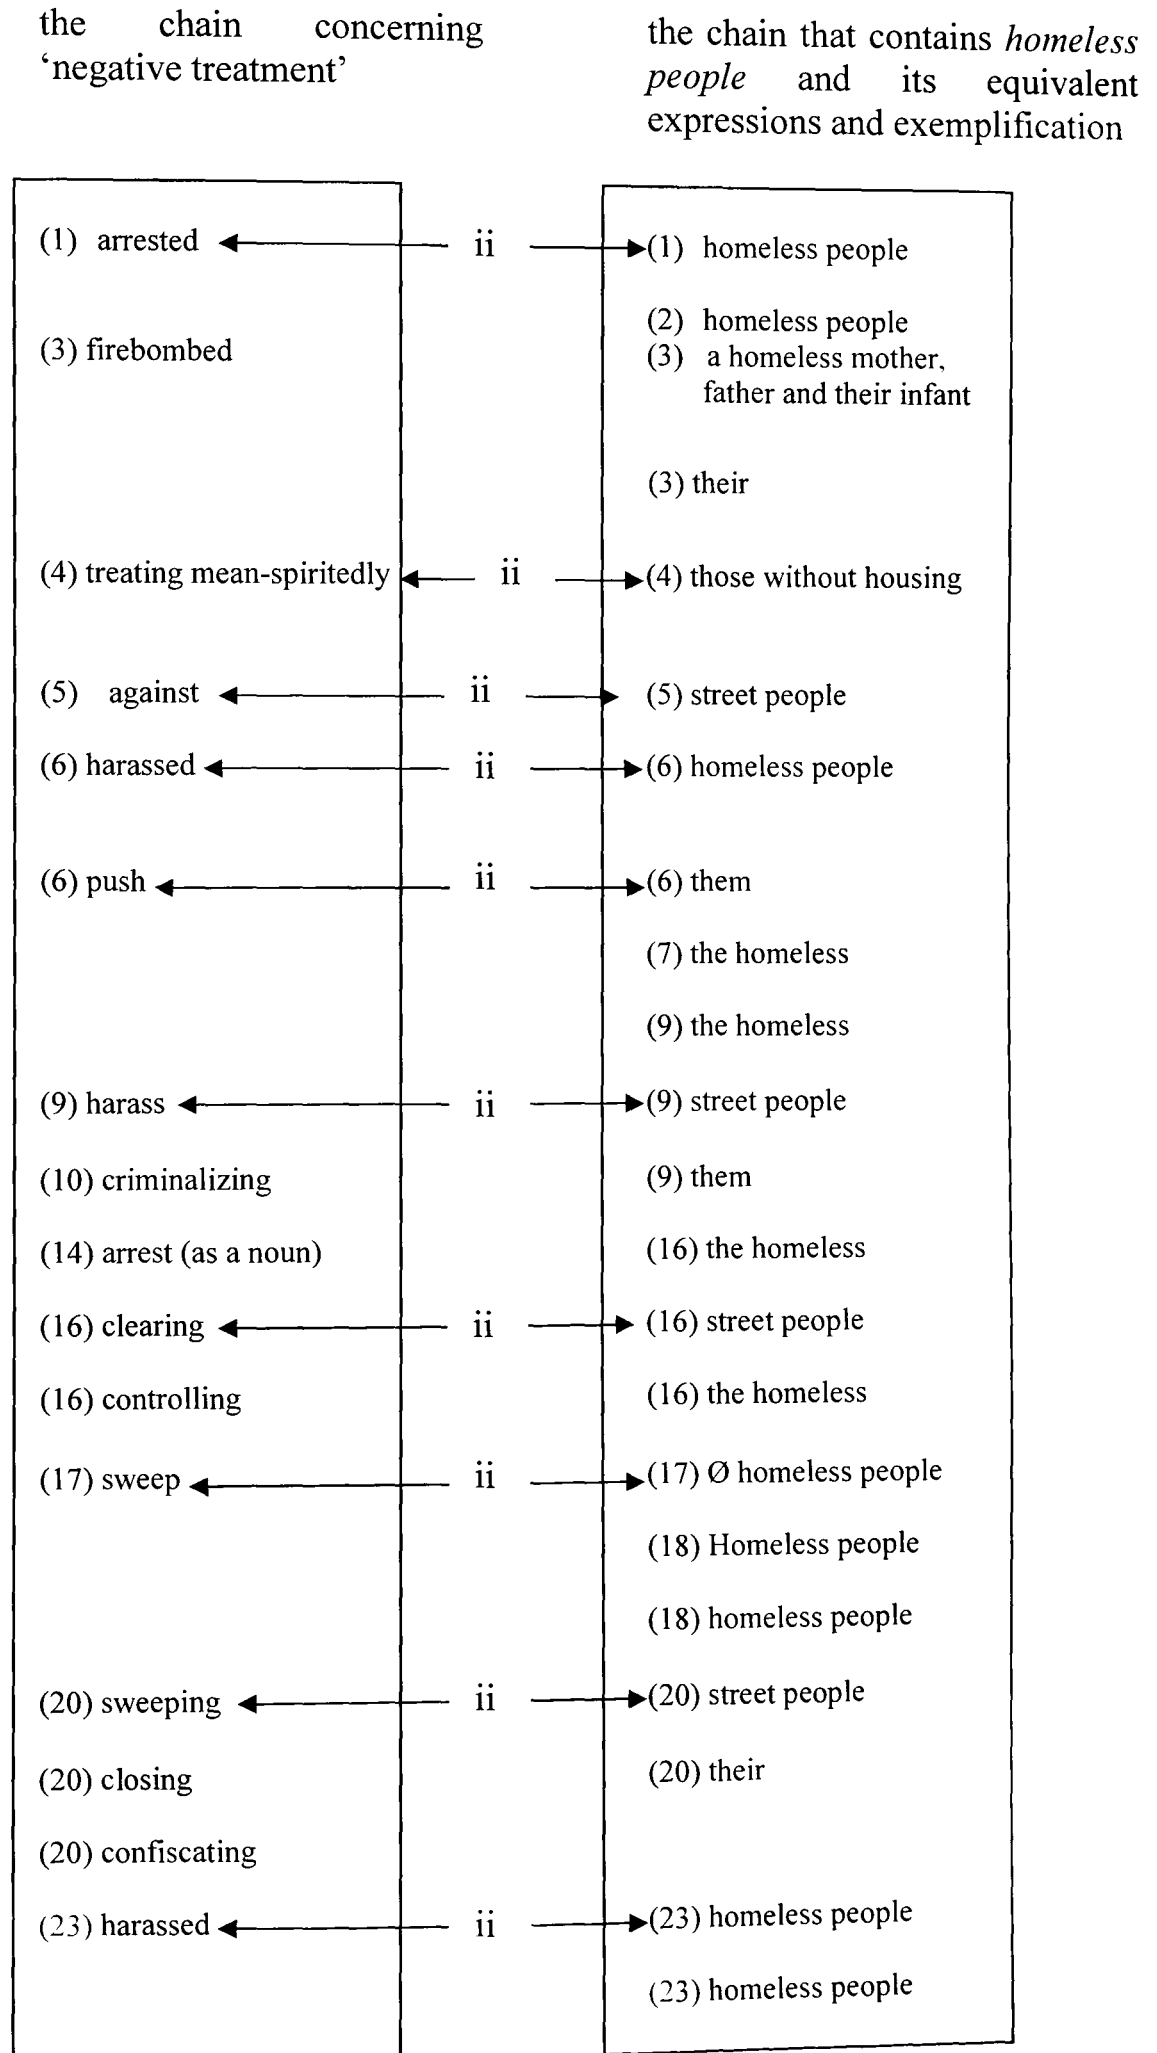 the chain concerning
‘negative treatment’
the chain that contains homeless
people and its equivalent
expressions and exemplification
(1) arrested ii (1) homeless people
(2) homeless people
(3) firebombed
(3) a homeless mother,
father and their infant
(3) their
(4) treating mean-spiritedly ii (4) those without housing
(5) against ii (5) street people
(6) harassed ii (6) homeless people
(6) push ii (6) them
(7) the homeless
(9) the homeless
(9) harass ii (9) street people
(10) criminalizing (9) them
(14) arrest (as a noun) (16) the homeless
(16) clearing ii (16) street people
(16) controlling (16) the homeless
(17) sweep ii (17) Ø homeless people
(18) Homeless people
(18) homeless people
(20) sweeping ii (20) street people
(20) closing (20) their
(20) confiscating
(23) harassed ii (23) homeless people
(23) homeless people